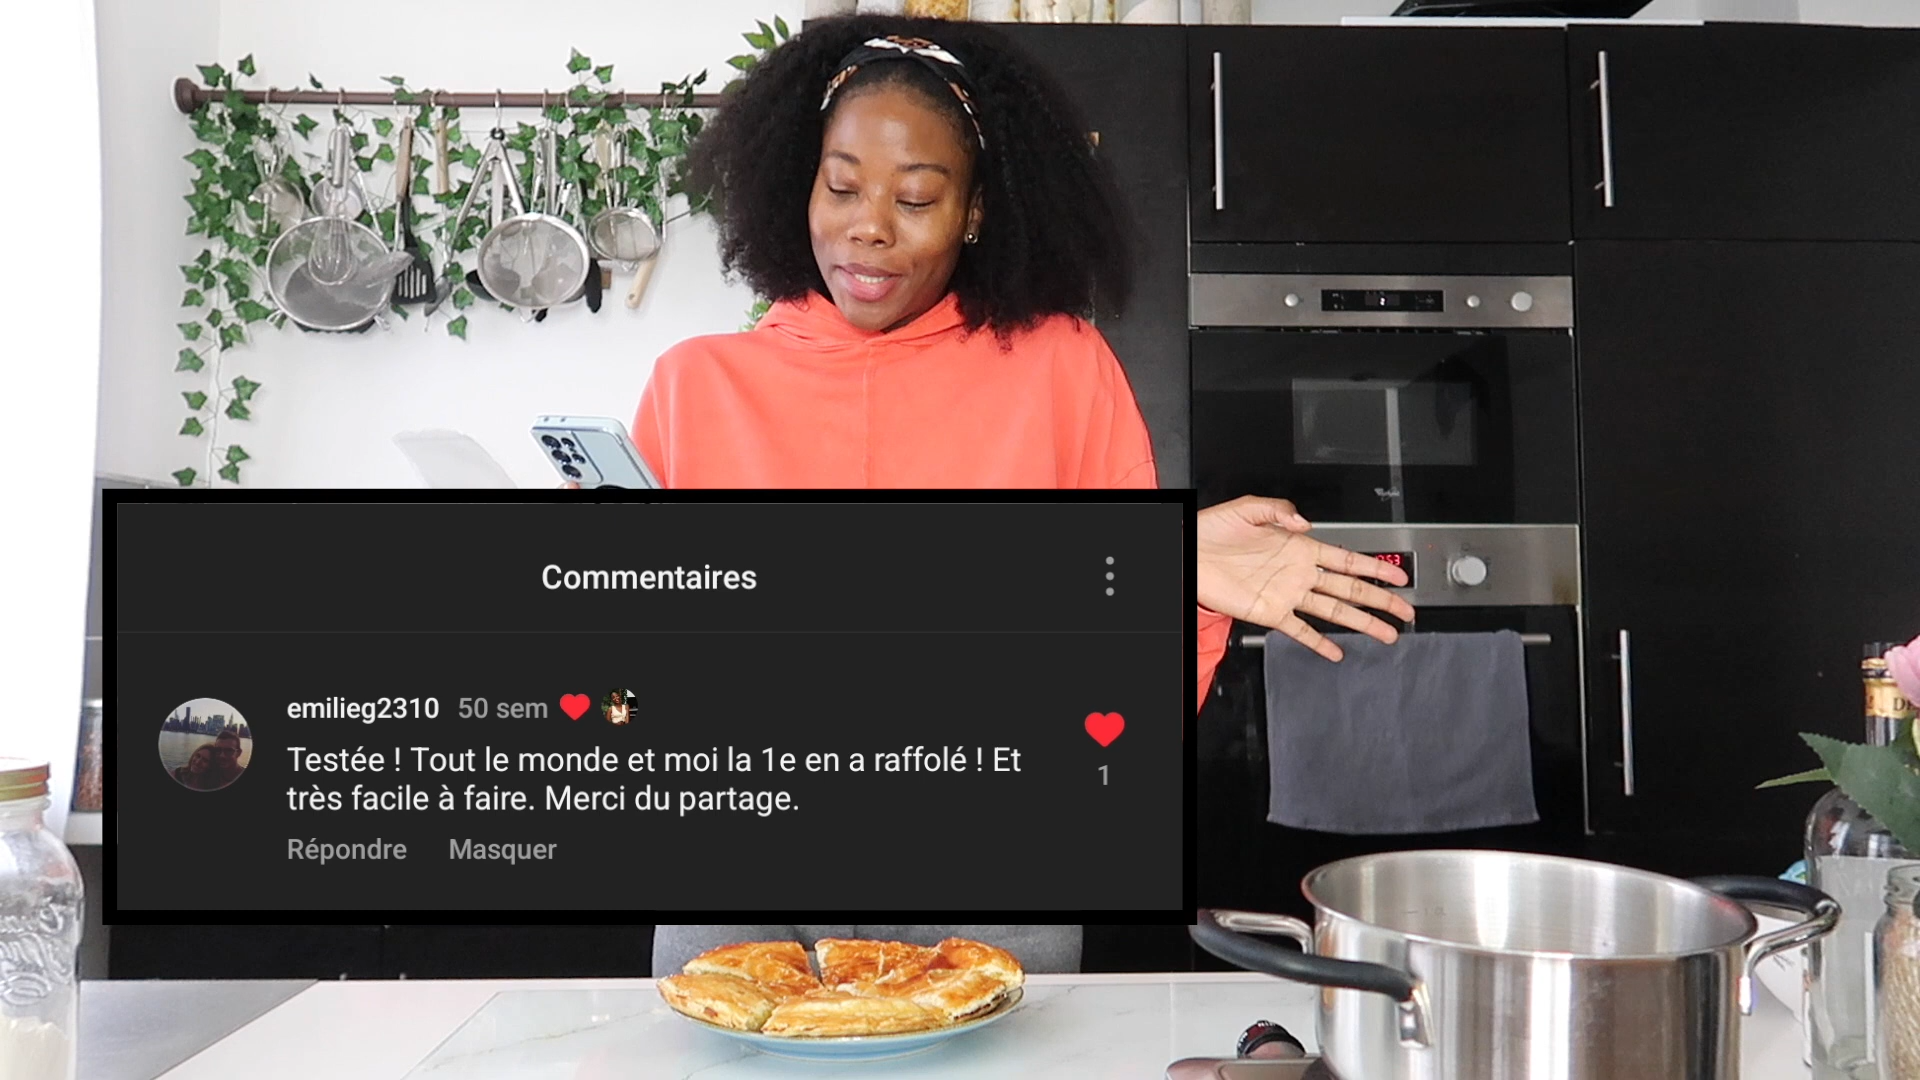 Commentaires
emilieg2310 50 sem
Testée ! Tout le monde et moi la 1e en a raffolé ! Et
très facile à faire. Merci du partage.
1
Répondre Masquer